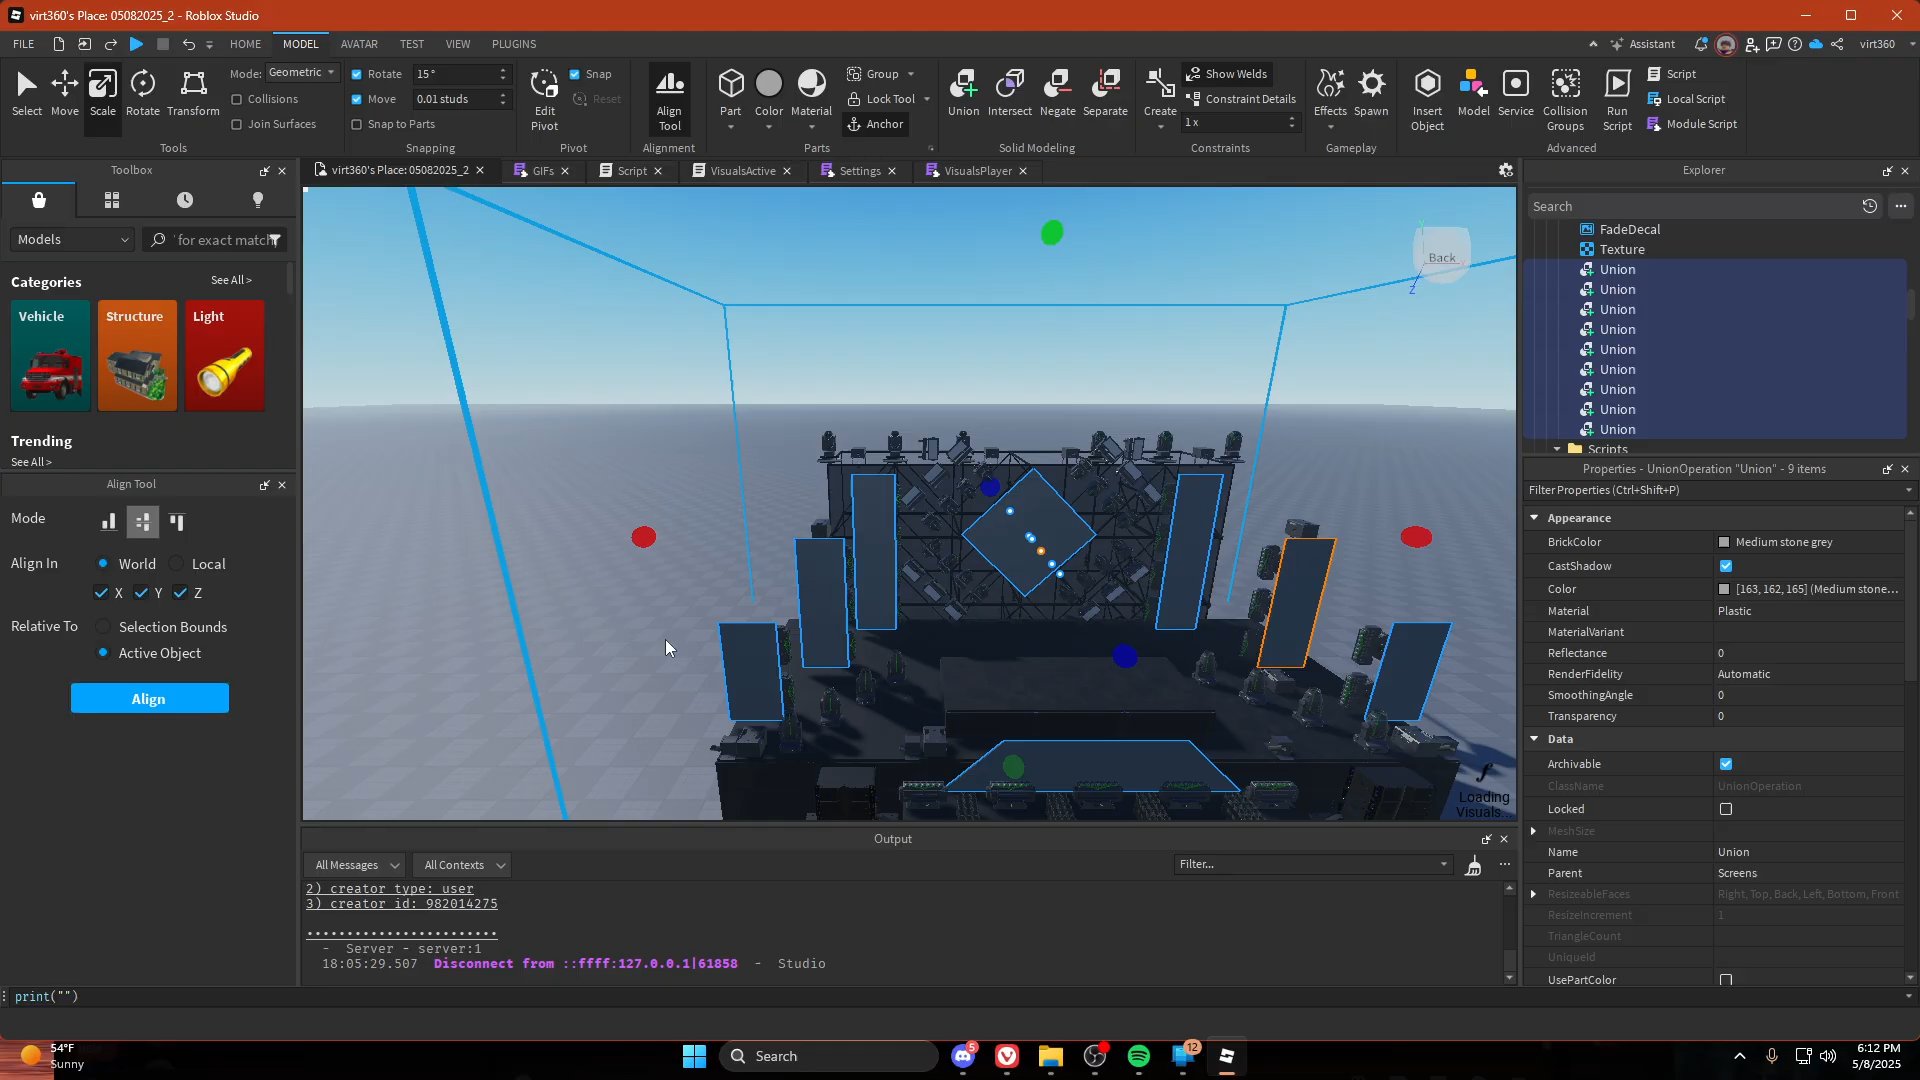 virt360's Place: 05082025_2 - Roblox Studio
FILE
HOME
MODEL
AVATAR
TEST
VIEW
PLUGINS
Assistant
virt360
Select
Move
Scale
Rotate
Transform
Mode: Geometric
Collisions
Join Surfaces
Tools
Rotate 15°
Move 0.01 studs
Snap to Parts
Snapping
Edit Pivot
Snap
Reset
Pivot
Align Tool
Alignment
Part
Color
Material
Group
Lock Tool
Anchor
Parts
Union
Intersect
Negate
Separate
Solid Modeling
Create
Show Welds
Constraint Details
1 x
Constraints
Effects
Spawn
Gameplay
Insert Object
Model
Service
Collision Groups
Run Script
Script
Local Script
Module Script
Advanced
Toolbox
Models
'for exact match
Categories
See All >
Vehicle
Structure
Light
Trending
See All >
Align Tool
Mode
Align In
World
Local
X
Y
Z
Relative To
Selection Bounds
Active Object
Align
virt360's Place: 05082025_2
GIFs
Script
VisualsActive
Settings
VisualsPlayer
Back
Z
Loading
Visuals...
Output
All Messages
All Contexts
Filter...
2) creator type: user
3) creator id: 982014275
- Server - server:1
18:05:29.507 Disconnect from ::ffff:127.0.0.1|61858 - Studio
print("")
Explorer
Search
FadeDecal
Texture
Union
Union
Union
Union
Union
Union
Union
Union
Union
Scripts
Properties - UnionOperation "Union" - 9 items
Filter Properties (Ctrl+Shift+P)
Appearance
BrickColor Medium stone grey
CastShadow
Color [163, 162, 165] (Medium stone...
Material Plastic
MaterialVariant
Reflectance 0
RenderFidelity Automatic
SmoothingAngle 0
Transparency 0
Data
Archivable
ClassName UnionOperation
Locked
MeshSize
Name Union
Parent Screens
ResizeableFaces Right, Top, Back, Left, Bottom, Front
ResizeIncrement 1
TriangleCount
UniqueId
UsePartColor
54°F
Sunny
Search
5
12
6:12 PM
5/8/2025